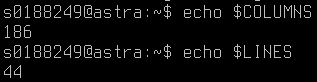 s0188249@astra:~$ echo $COLUMNS
186
s0188249@astra:~$ echo $LINES
44